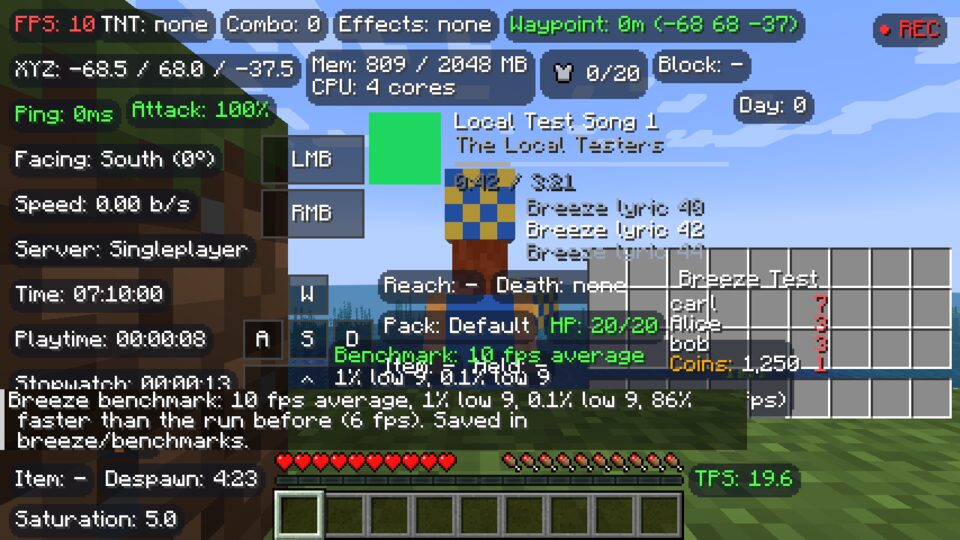 FPS: 10
TNT: none
Combo: 0
Effects: none
Waypoint: 0m (-68 68 -37)
REC
XYZ: -68.5 / 68.0 / -37.5
Mem: 809 / 2048 MB
CPU: 4 cores
0/20
Block: -
Day: 0
Ping: 0ms
Attack: 100%
Local Test Song 1
The Local Testers
0:42 / 3:21
Facing: South (0°)
LMB
Speed: 0.00 b/s
RMB
Breeze lyric 40
Breeze lyric 42
Breeze lyric 44
Server: Singleplayer
Breeze Test
Time: 07:10:00
W
Reach: -
Death: none
carl 7
Alice 3
bob 3
Coins: 1,250 1
Playtime: 00:00:08
A
S
D
Pack: Default
HP: 20/20
Benchmark: 10 fps average
1% low 9, 0.1% low 9
Item: -
Held: -
Stopwatch: 00:00:13
Breeze benchmark: 10 fps average, 1% low 9, 0.1% low 9, 86%
faster than the run before (6 fps). Saved in
breeze/benchmarks.
fps)
Item: -
Despawn: 4:23
TPS: 19.6
Saturation: 5.0